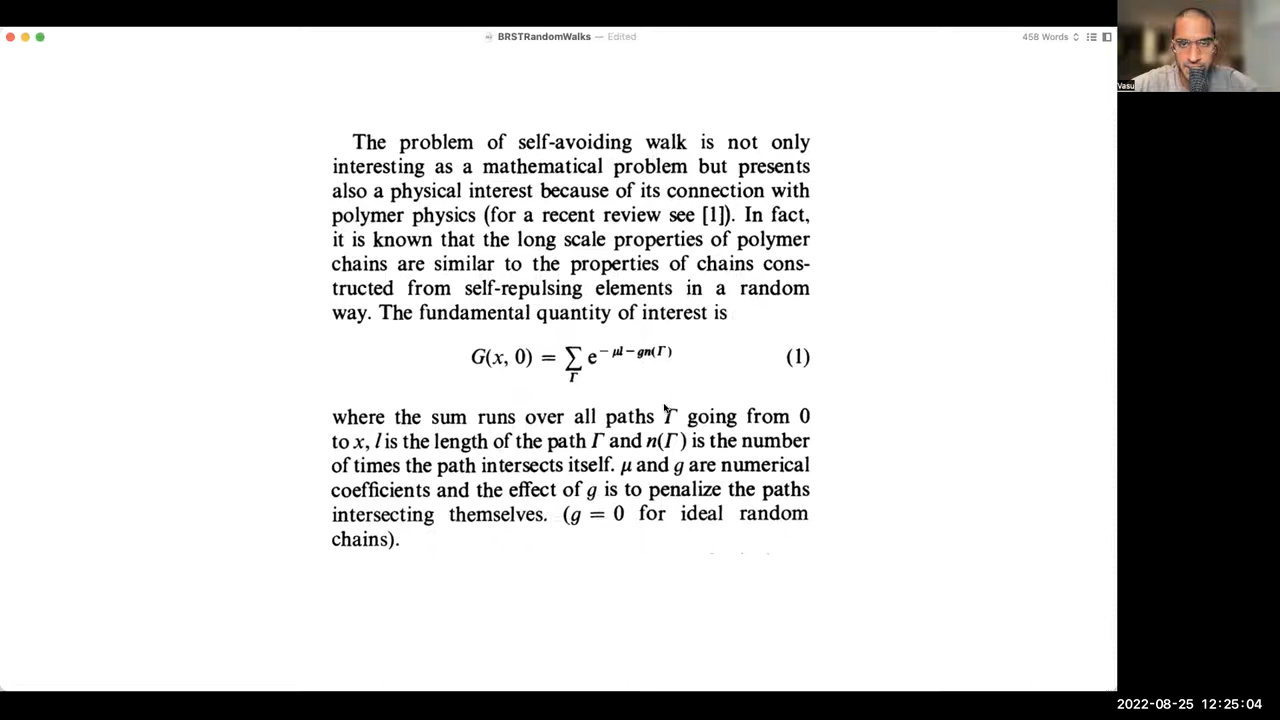 BRSTRandomWalks — Edited
458 Words
Vasu
The problem of self-avoiding walk is not only
interesting as a mathematical problem but presents
also a physical interest because of its connection with
polymer physics (for a recent review see [1]). In fact,
it is known that the long scale properties of polymer
chains are similar to the properties of chains cons-
tructed from self-repulsing elements in a random
way. The fundamental quantity of interest is
G(x, 0) = ∑_Γ e^{−μl−gn(Γ)} (1)
where the sum runs over all paths Γ going from 0
to x, l is the length of the path Γ and n(Γ) is the number
of times the path intersects itself. μ and g are numerical
coefficients and the effect of g is to penalize the paths
intersecting themselves. (g = 0 for ideal random
chains).
2022-08-25 12:25:04